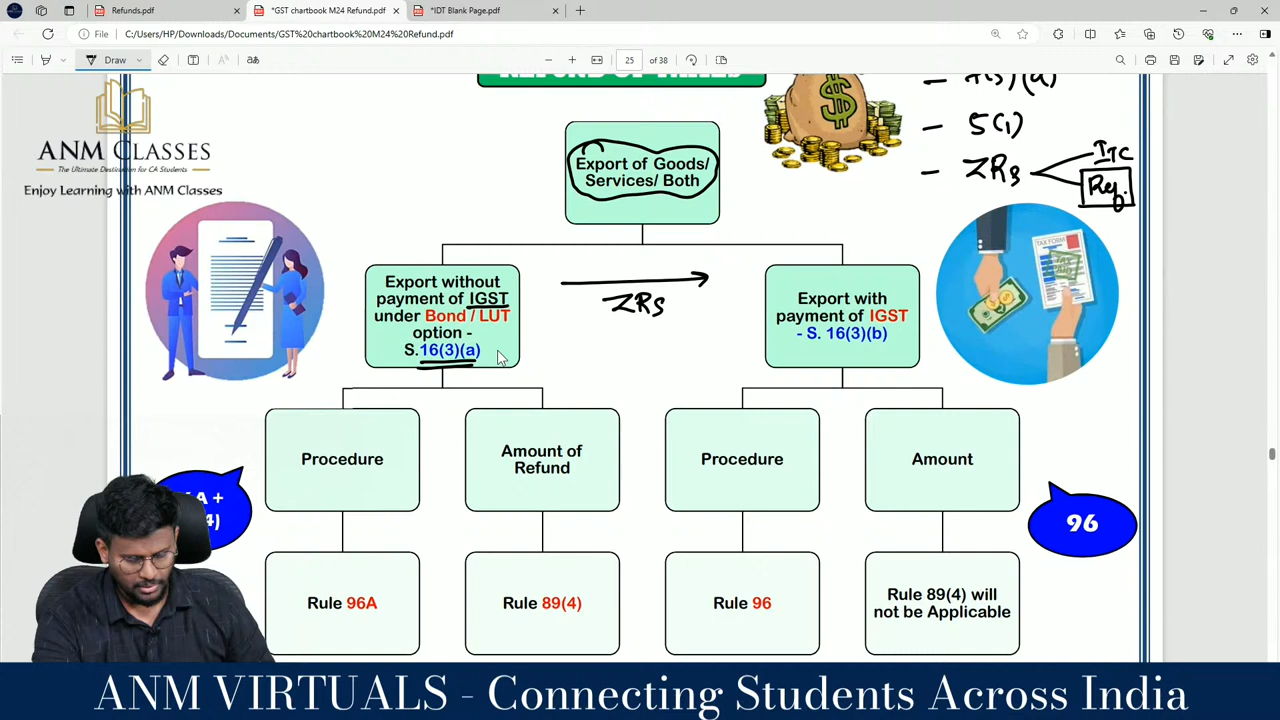 Refunds.pdf
*GST chartbook M24 Refund.pdf
*IDT Blank Page.pdf
File
C:/Users/HP/Downloads/Documents/GST%20chartbook%20M24%20Refund.pdf
Draw
25 of 38
ANM CLASSES
The Ultimate Destination for CA Students
Enjoy Learning with ANM Classes
- 5(1)
- ZRS
ITC
Export of Goods/
Services/ Both
Export without
payment of IGST
under Bond / LUT
option -
S.16(3)(a)
ZRS
Export with
payment of IGST
- S. 16(3)(b)
Procedure
Amount of
Refund
Procedure
Amount
96
Rule 96A
Rule 89(4)
Rule 96
Rule 89(4) will
not be Applicable
ANM VIRTUALS - Connecting Students Across India